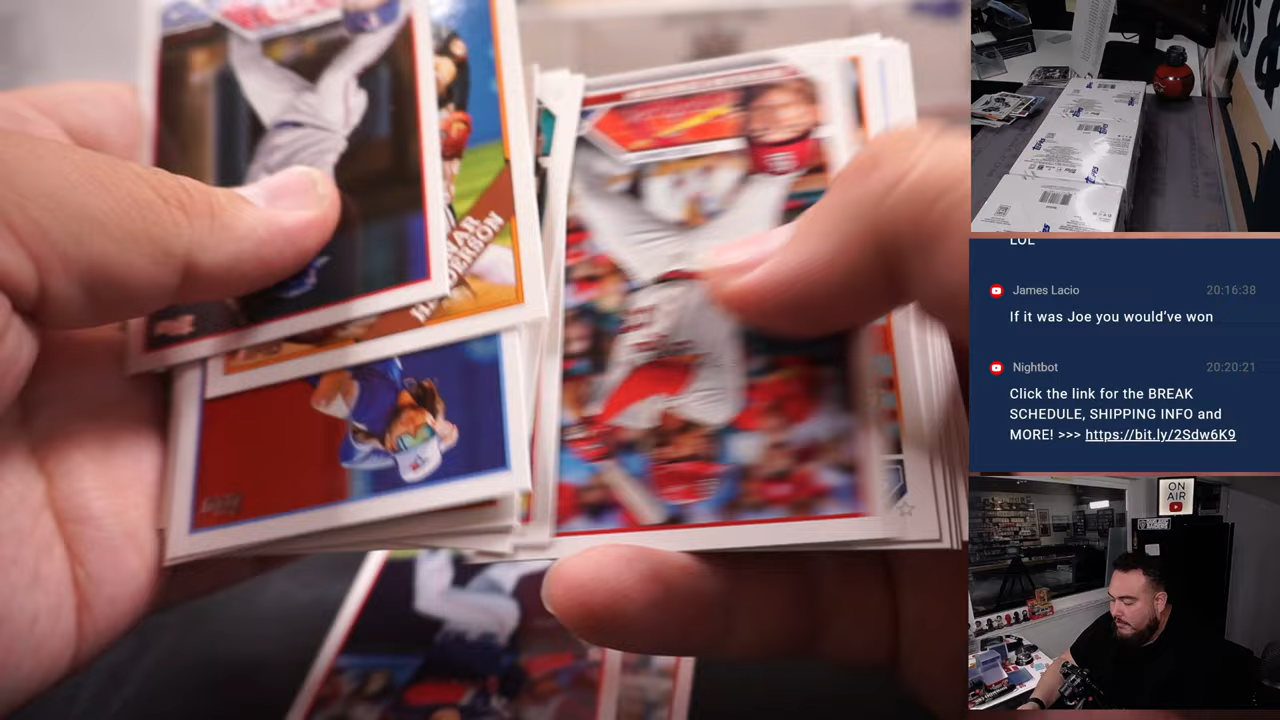 LOL
James Lacio 20:16:38
If it was Joe you would've won
Nightbot 20:20:21
Click the link for the BREAK
SCHEDULE, SHIPPING INFO and
MORE! >>> https://bit.ly/2Sdw6K9
ON
AIR